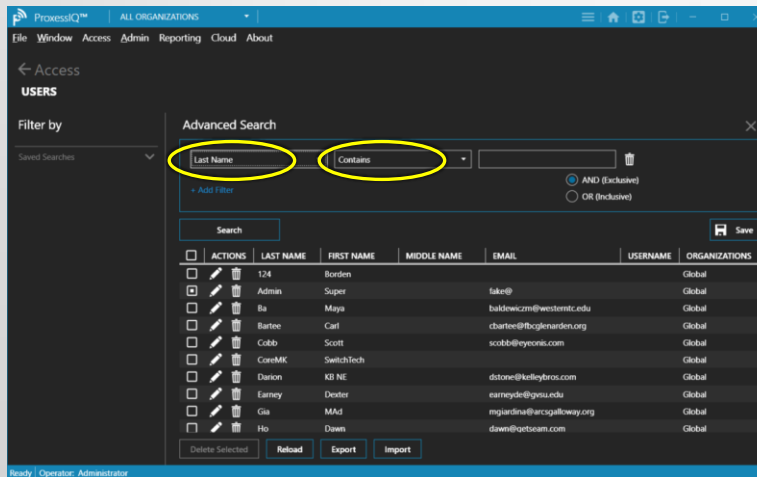 ProxessIQ™ ALL ORGANIZATIONS
File Window Access Admin Reporting Cloud About
Access
USERS
Filter by
Saved Searches
Advanced Search
Last Name Contains
+ Add Filter
AND (Exclusive)
OR (Inclusive)
Search Save
ACTIONS LAST NAME FIRST NAME MIDDLE NAME EMAIL USERNAME ORGANIZATIONS
124 Borden Global
Admin Super fake@ Global
Ba Maya baldewiczm@westerntc.edu Global
Bartee Carl cbartee@fbcglenarden.org Global
Cobb Scott scobb@eyeonis.com Global
CoreMK SwitchTech Global
Darion KB NE dstone@kelleybros.com Global
Earney Dexter earneyde@gvsu.edu Global
Gia MAd mgiardina@arcsgalloway.org Global
Ho Dawn dawn@getseam.com Global
Delete Selected Reload Export Import
Ready Operator: Administrator